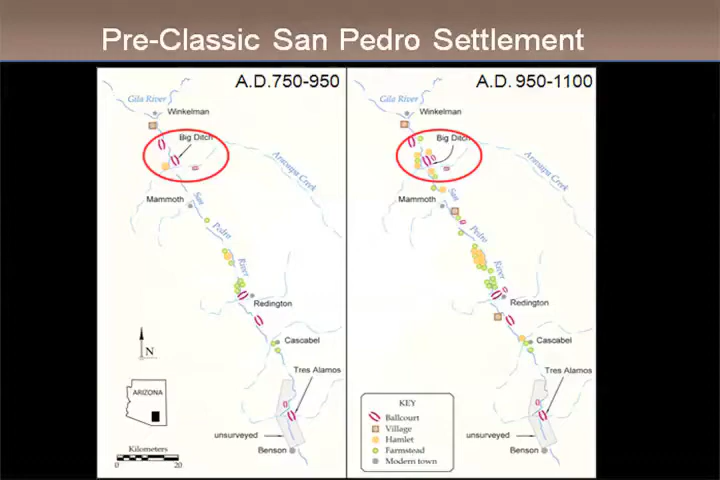 Pre-Classic San Pedro Settlement
A.D.750-950
Gila River
Winkelman
Big Ditch
Aravaipa Creek
San
Mammoth
Pedro
River
Redington
Cascabel
N
Tres Alamos
ARIZONA
unsurveyed
Kilometers
0 20
Benson
A.D. 950-1100
Gila River
Winkelman
Big Ditch
Aravaipa Creek
San
Mammoth
Pedro
River
Redington
Cascabel
Tres Alamos
KEY
Ballcourt
Village
Hamlet
Farmstead
Modern town
unsurveyed
Benson